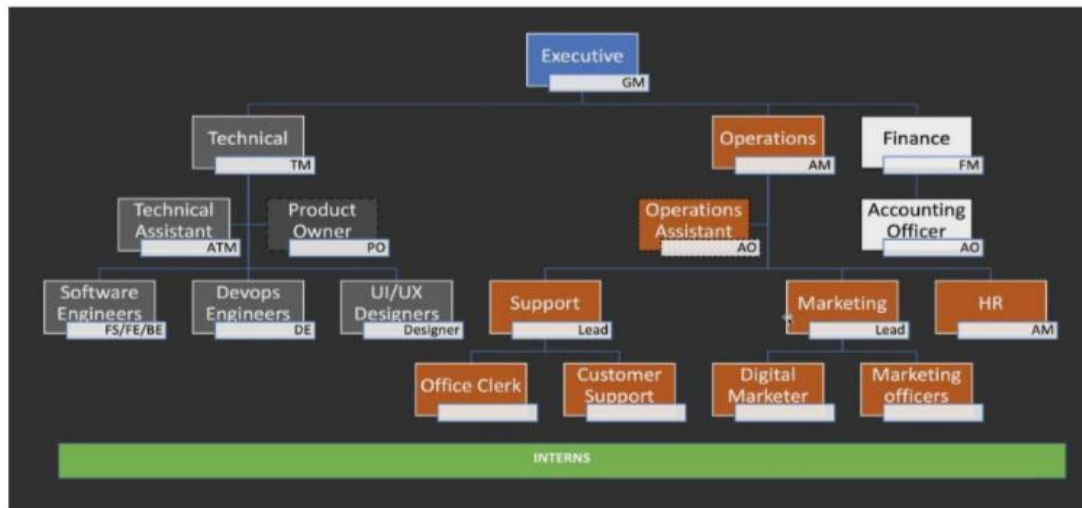 Executive
GM
Technical
TM
Operations
AM
Finance
FM
Technical
Assistant
ATM
Product
Owner
PO
Operations
Assistant
AO
Accounting
Officer
AO
Software
Engineers
FS/FE/BE
Devops
Engineers
DE
UI/UX
Designers
Designer
Support
Lead
Marketing
Lead
HR
AM
Office Clerk
Customer
Support
Digital
Marketer
Marketing
officers
INTERNS